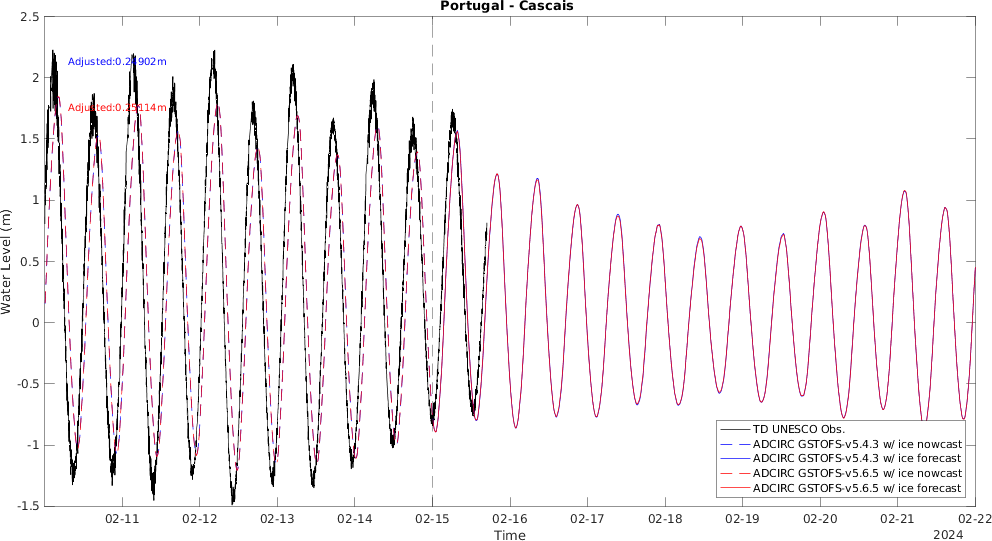 Portugal - Cascais
2.5
2
1.5
1
0.5
0
-0.5
-1
-1.5
Water Level (m)
Adjusted:0.24902m
Adjusted:0.25114m
TD UNESCO Obs.
ADCIRC GSTOFS-v5.4.3 w/ ice nowcast
ADCIRC GSTOFS-v5.4.3 w/ ice forecast
ADCIRC GSTOFS-v5.6.5 w/ ice nowcast
ADCIRC GSTOFS-v5.6.5 w/ ice forecast
02-11 02-12 02-13 02-14 02-15 02-16 02-17 02-18 02-19 02-20 02-21 02-22
Time
2024